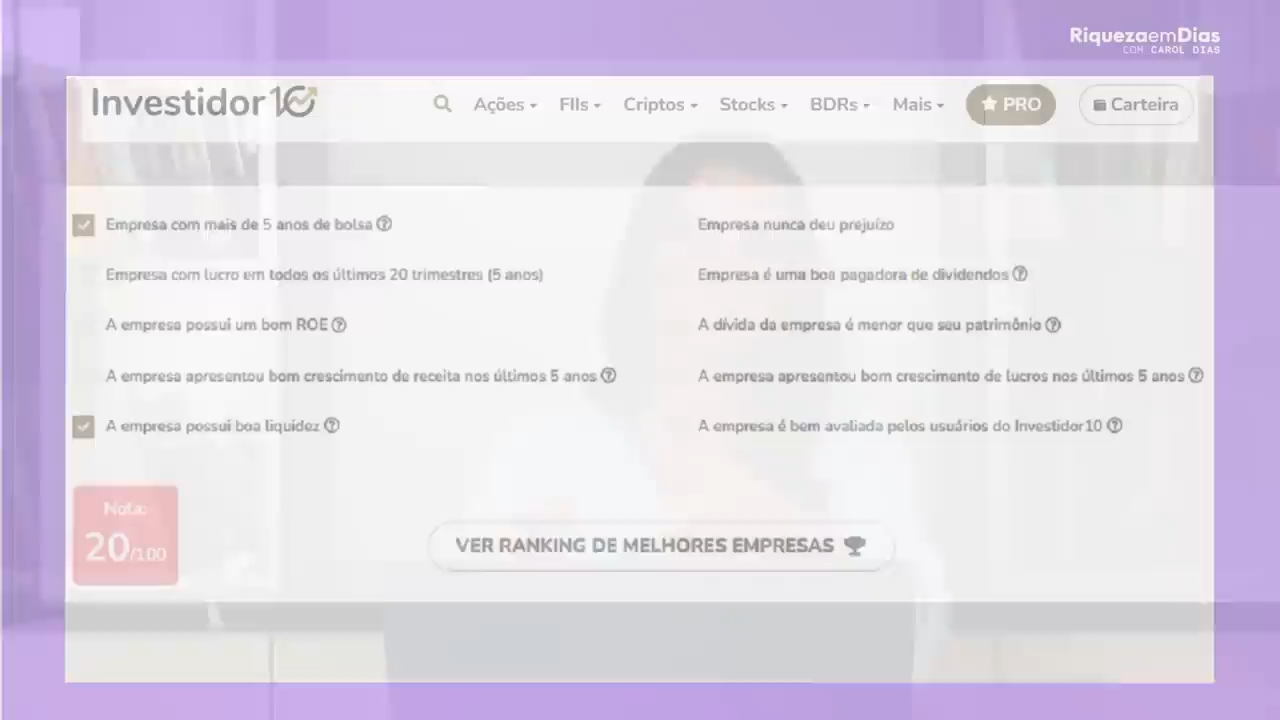 RiquezaemDias
COM CAROL DIAS
Investidor10
Ações
FIIs
Criptos
Stocks
BDRs
Mais
PRO
Carteira
Empresa com mais de 5 anos de bolsa
Empresa nunca deu prejuízo
Empresa com lucro em todos os últimos 20 trimestres (5 anos)
Empresa é uma boa pagadora de dividendos
A empresa possui um bom ROE
A dívida da empresa é menor que seu patrimônio
A empresa apresentou bom crescimento de receita nos últimos 5 anos
A empresa apresentou bom crescimento de lucros nos últimos 5 anos
A empresa possui boa liquidez
A empresa é bem avaliada pelos usuários do Investidor10
Nota:
20/100
VER RANKING DE MELHORES EMPRESAS